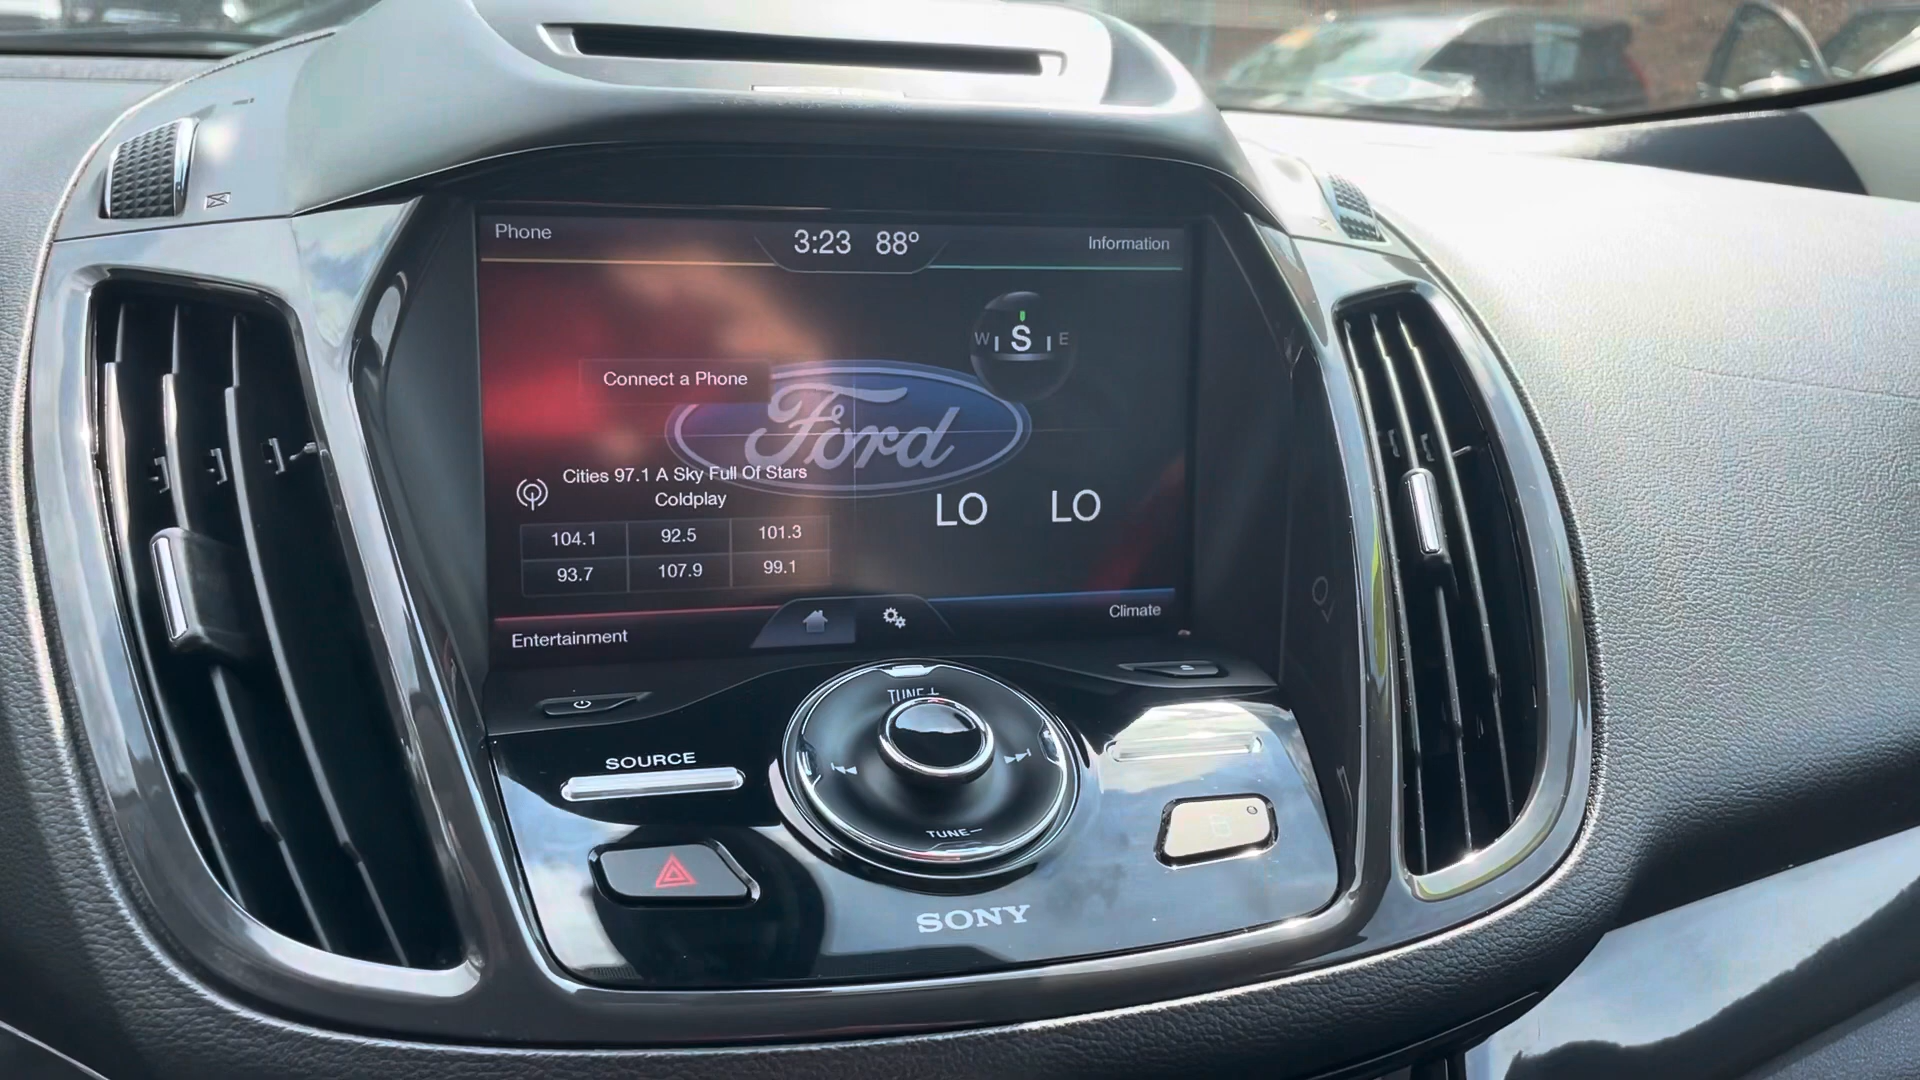 Phone
3:23 88°
Information
W S E
Connect a Phone
Ford
Cities 97.1 A Sky Full Of Stars
Coldplay
LO LO
104.1 92.5 101.3
93.7 107.9 99.1
Climate
Entertainment
TUNE+
SOURCE
TUNE−
SONY